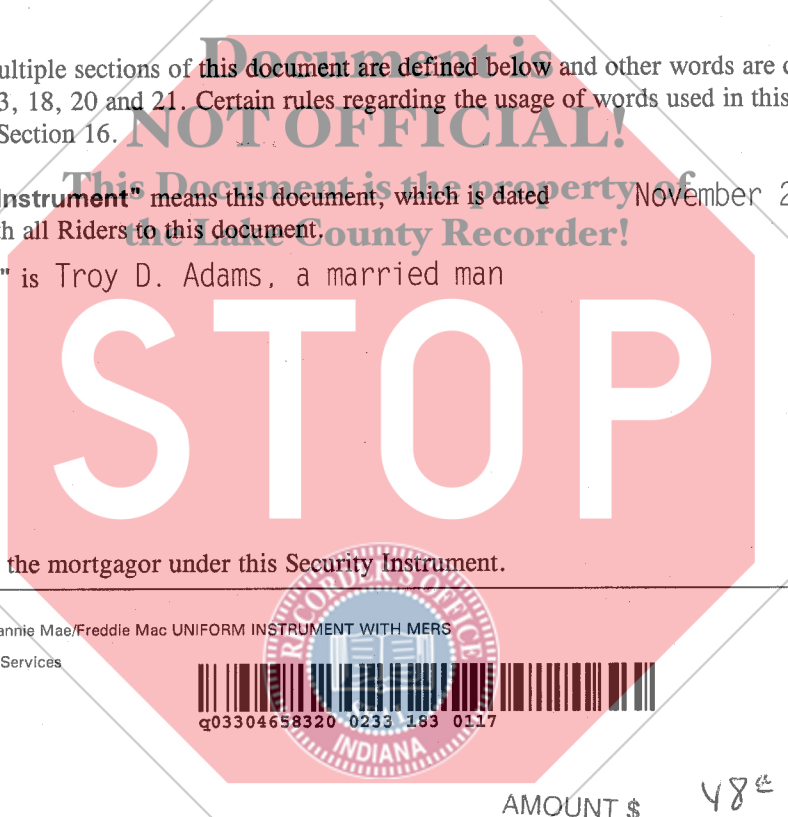 Document is
ultiple sections of this document are defined below and other words are
3, 18, 20 and 21. Certain rules regarding the usage of words used in this
Section 16.
NOT OFFICIAL!
This Document is the property of
Instrument" means this document, which is dated November 2
the Lake County Recorder!
h all Riders to this document.
" is Troy D. Adams, a married man
STOP
the mortgagor under this Security Instrument.
RECORDER'S OFFICE
annie Mae/Freddie Mac UNIFORM INSTRUMENT WITH MERS
Services
q03304658320 0233 183 0117
INDIANA
AMOUNT $ 48